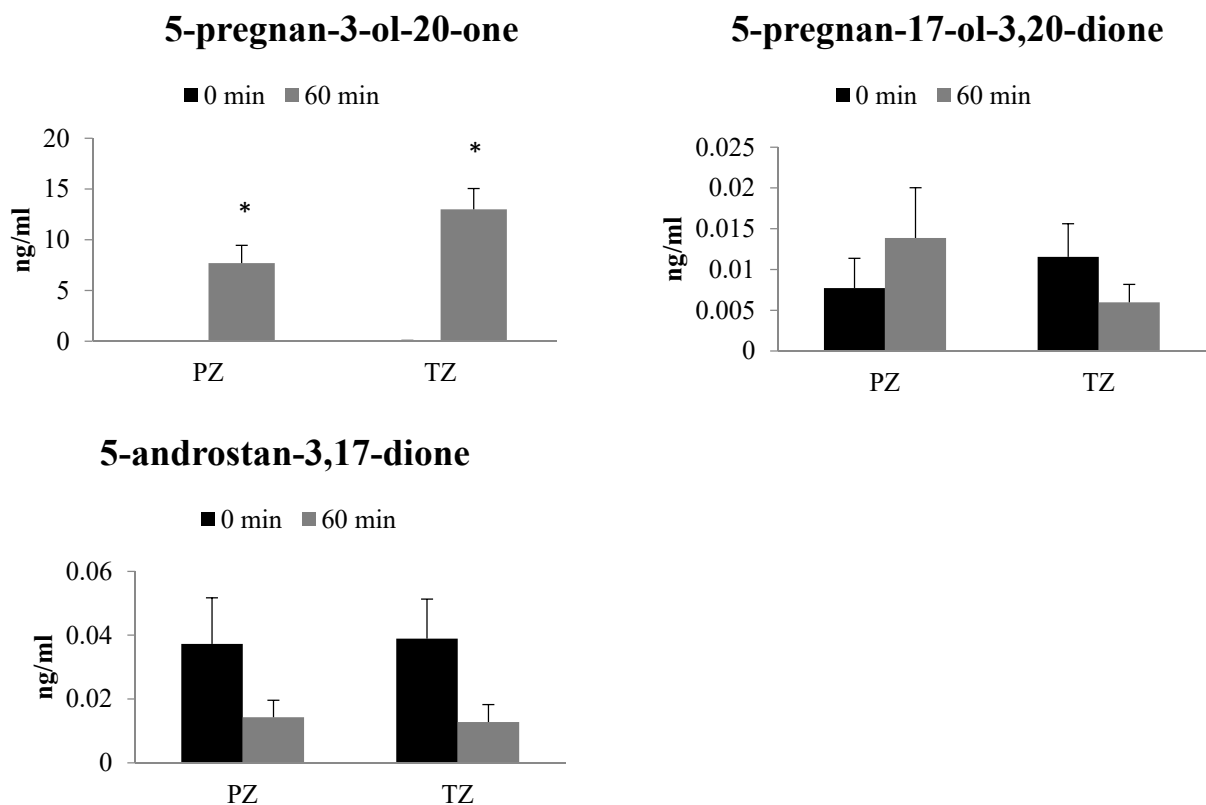 5-pregnan-3-ol-20-one
0 min 60 min
20
*
15
*
10
5
0
ng/ml
PZ TZ
5-pregnan-17-ol-3,20-dione
0 min 60 min
0.025
0.02
0.015
0.01
0.005
0
ng/ml
PZ TZ
5-androstan-3,17-dione
0 min 60 min
0.06
0.04
0.02
0
ng/ml
PZ TZ